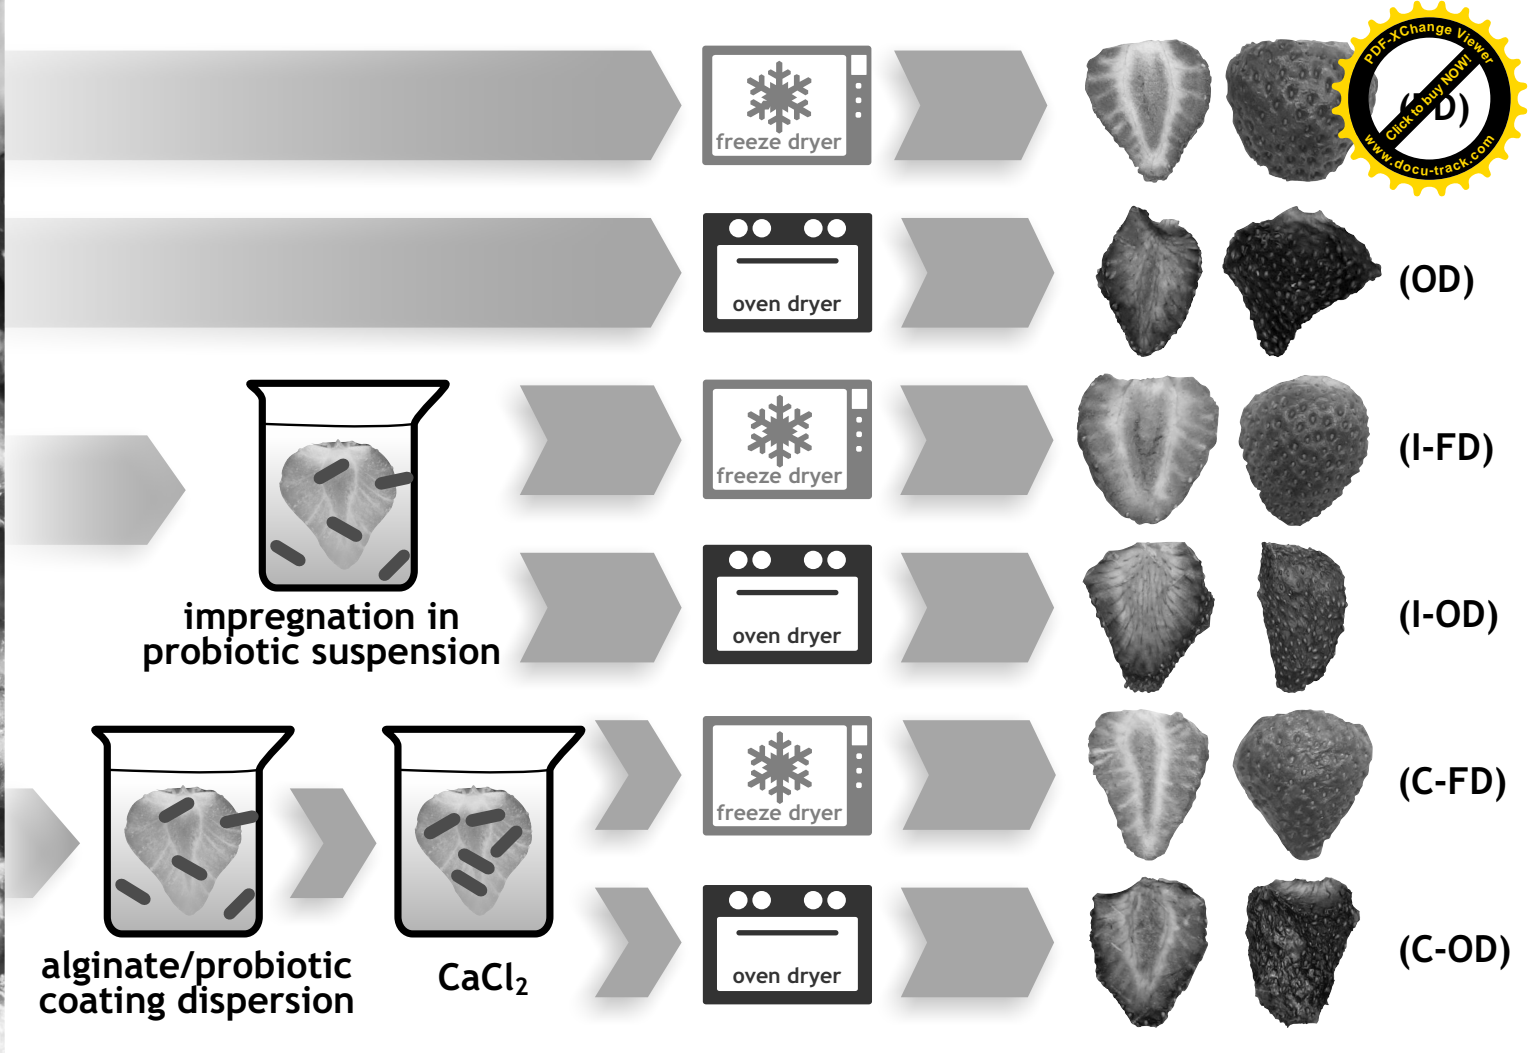 PDF-XChange Viewer
Click to buy NOW!
www.docu-track.com
D)
freeze dryer
oven dryer
(OD)
freeze dryer
(I-FD)
impregnation in
probiotic suspension
oven dryer
(I-OD)
freeze dryer
(C-FD)
alginate/probiotic
coating dispersion
CaCl₂
oven dryer
(C-OD)